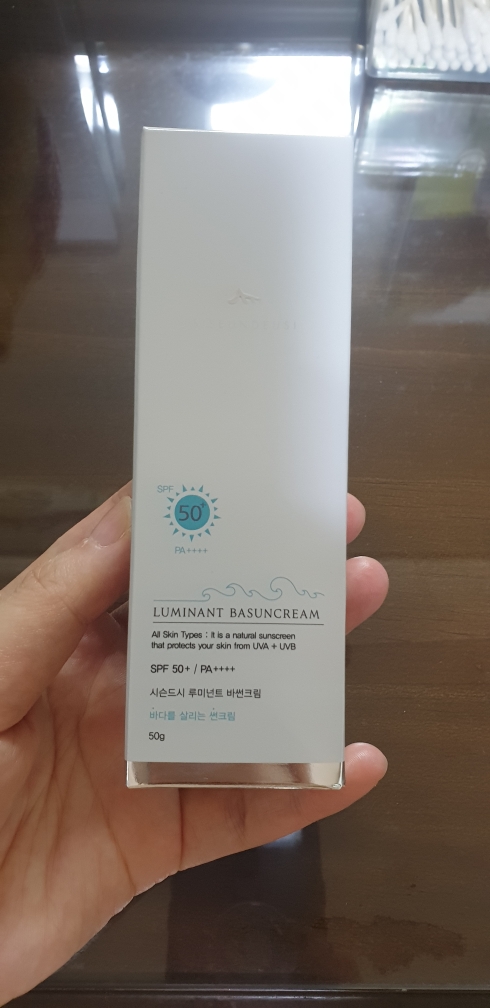 SPF
50+
PA++++
LUMINANT BASUNCREAM
All Skin Types : It is a natural sunscreen
that protects your skin from UVA + UVB
SPF 50+ / PA++++
시슨드시 루미넌트 바썬크림
바다를 살리는 썬크림
50g